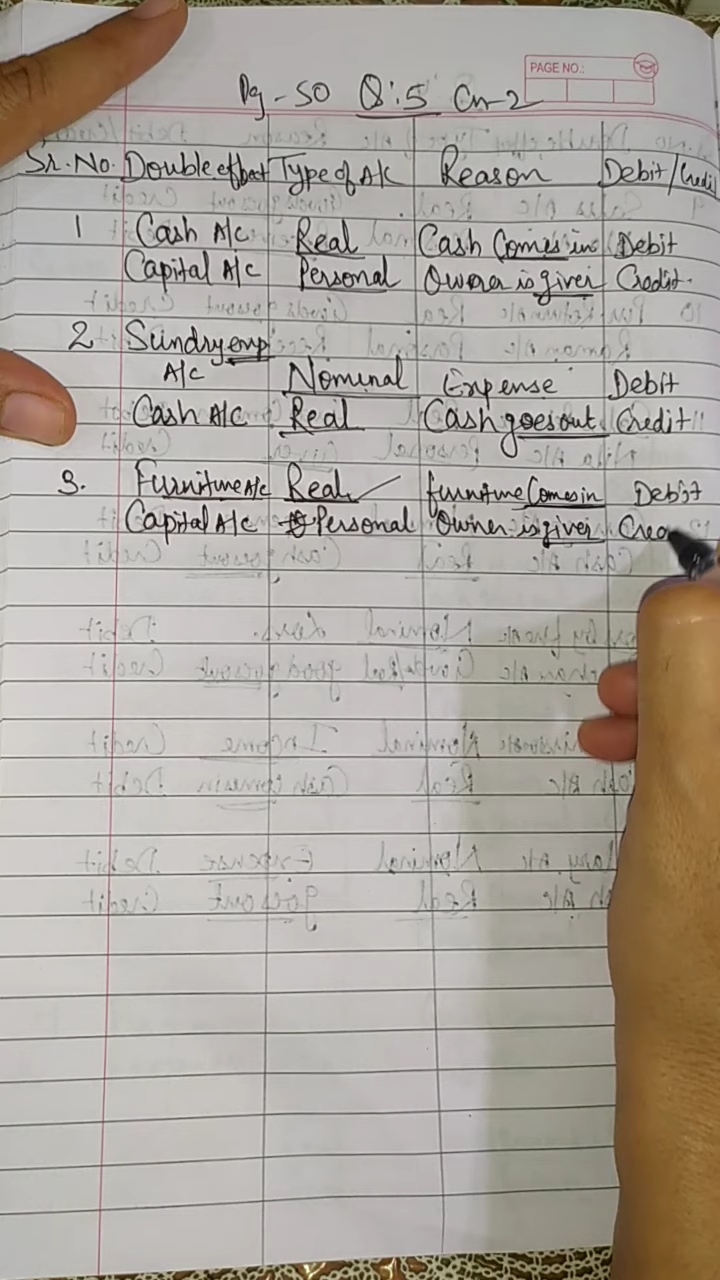 PAGE NO.:
Pg-50 Q:5 Ch-2
Sr.No. Double effect Type of A/c Reason Debit/Credit
1 Cash A/c Real Cash Comes in Debit
Capital A/c Personal Owner is giver Credit.
2 Sundry exp
A/c Nominal Expense Debit
Cash A/c Real Cash goes out Credit
3. Furniture A/c Real furniture Comes in Debit
Capital A/c Personal Owner is giver